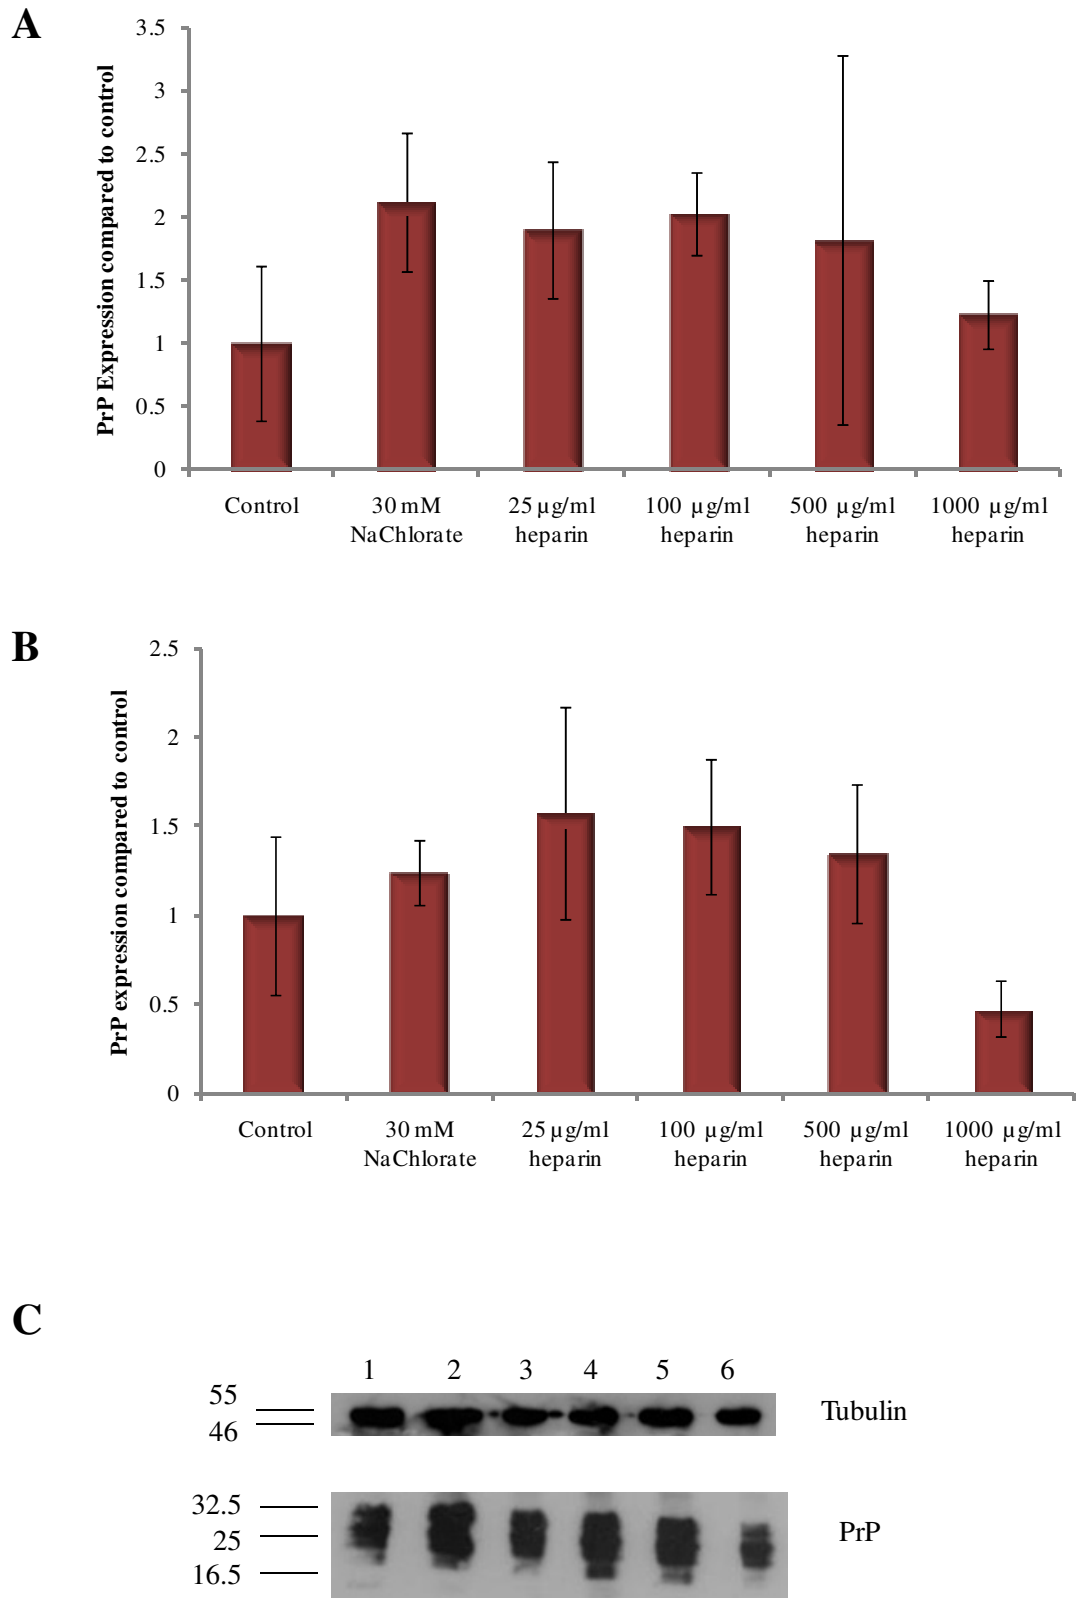 A
PrP Expression compared to control
3.5
3
2.5
2
1.5
1
0.5
0
Control
30 mM NaChlorate
25 µg/ml heparin
100 µg/ml heparin
500 µg/ml heparin
1000 µg/ml heparin
B
PrP expression compared to control
2.5
2
1.5
1
0.5
0
Control
30 mM NaChlorate
25 µg/ml heparin
100 µg/ml heparin
500 µg/ml heparin
1000 µg/ml heparin
C
1 2 3 4 5 6
55
46
Tubulin
32.5
25
16.5
PrP